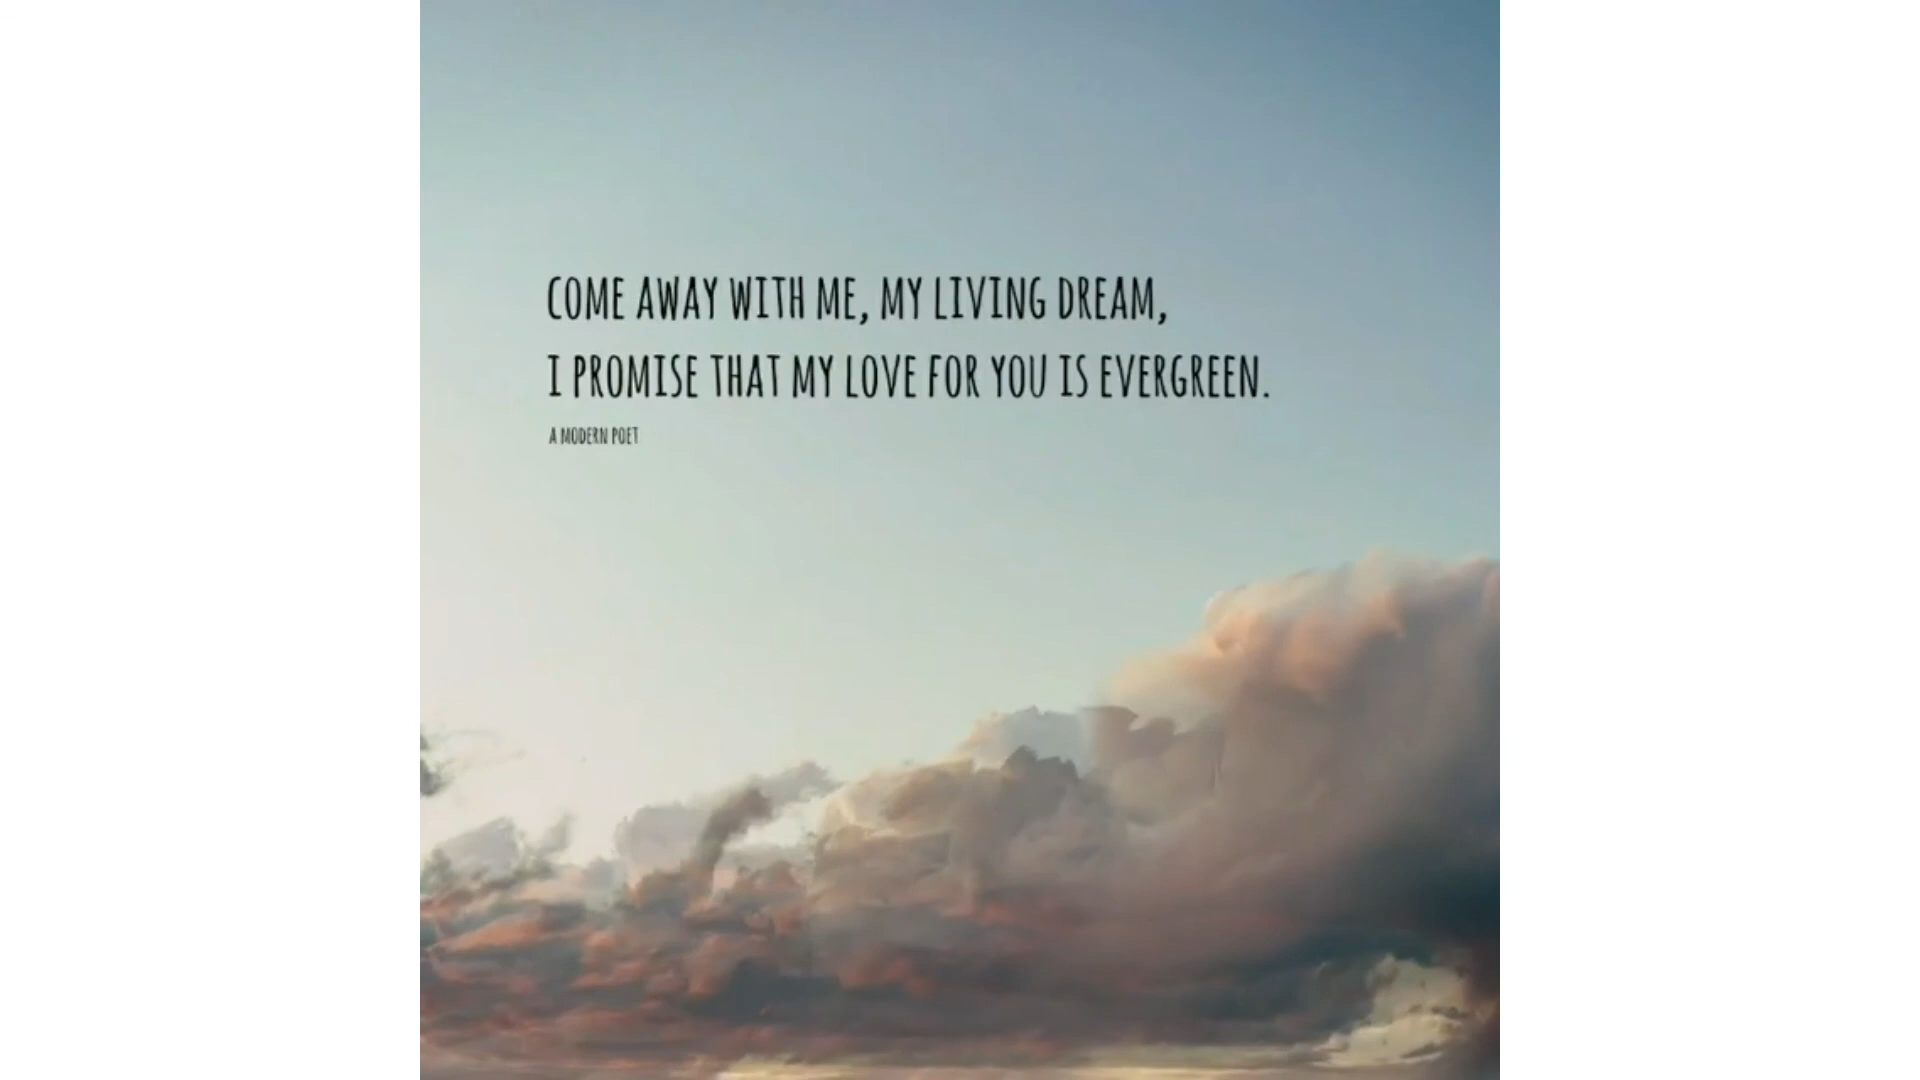 COME AWAY WITH ME, MY LIVING DREAM,
I PROMISE THAT MY LOVE FOR YOU IS EVERGREEN.
A MODERN POET